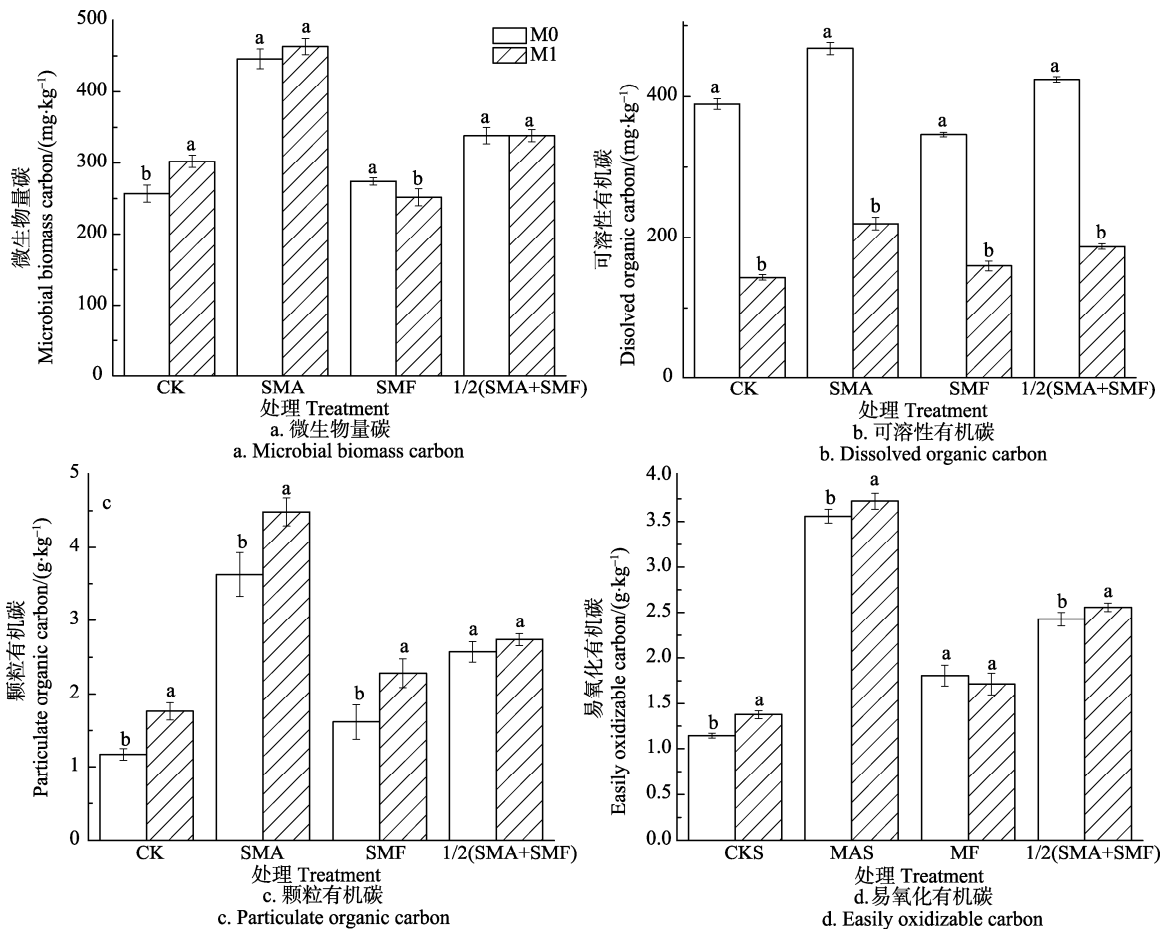 微生物量碳
Microbial biomass carbon/(mg·kg⁻¹)
500
400
300
200
100
0
M0
M1
b a a a a b a a
CK SMA SMF 1/2(SMA+SMF)
处理 Treatment
a. 微生物量碳
a. Microbial biomass carbon
可溶性有机碳
Disolved organic carbon/(mg·kg⁻¹)
400
200
0
a b a b a b a b
CK SMA SMF 1/2(SMA+SMF)
处理 Treatment
b. 可溶性有机碳
b. Dissolved organic carbon
颗粒有机碳
Particulate organic carbon/(g·kg⁻¹)
5
4
3
2
1
0
c
b a b a b a a a
CK SMA SMF 1/2(SMA+SMF)
处理 Treatment
c. 颗粒有机碳
c. Particulate organic carbon
易氧化有机碳
Easily oxidizable carbon/(g·kg⁻¹)
4.0
3.5
3.0
2.5
2.0
1.5
1.0
0.5
0.0
b a b a a a b a
CKS MAS MF 1/2(SMA+SMF)
处理 Treatment
d.易氧化有机碳
d. Easily oxidizable carbon